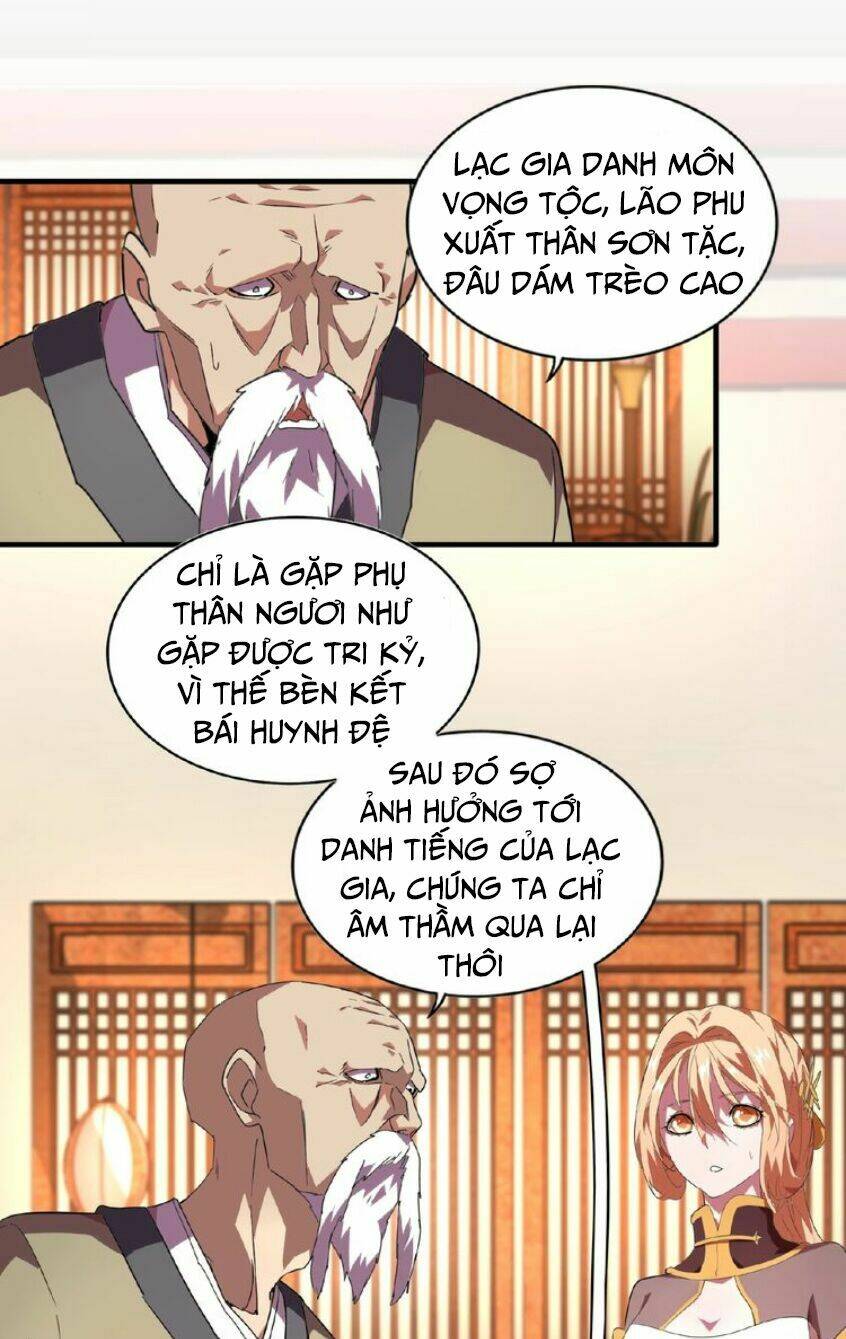 LẠC GIA DANH MÔN
VỌNG TỘC, LÃO PHU
XUẤT THÂN SƠN TẶC,
ĐÂU DÁM TRÈO CAO
CHỈ LÀ GẶP PHỤ
THÂN NGƯƠI NHƯ
GẶP ĐƯỢC TRI KỶ,
VÌ THẾ BÈN KẾT
BÁI HUYNH ĐỆ
SAU ĐÓ SỢ
ẢNH HƯỞNG TỚI
DANH TIẾNG CỦA LẠC
GIA, CHÚNG TA CHỈ
ÂM THẦM QUA LẠI
THÔI